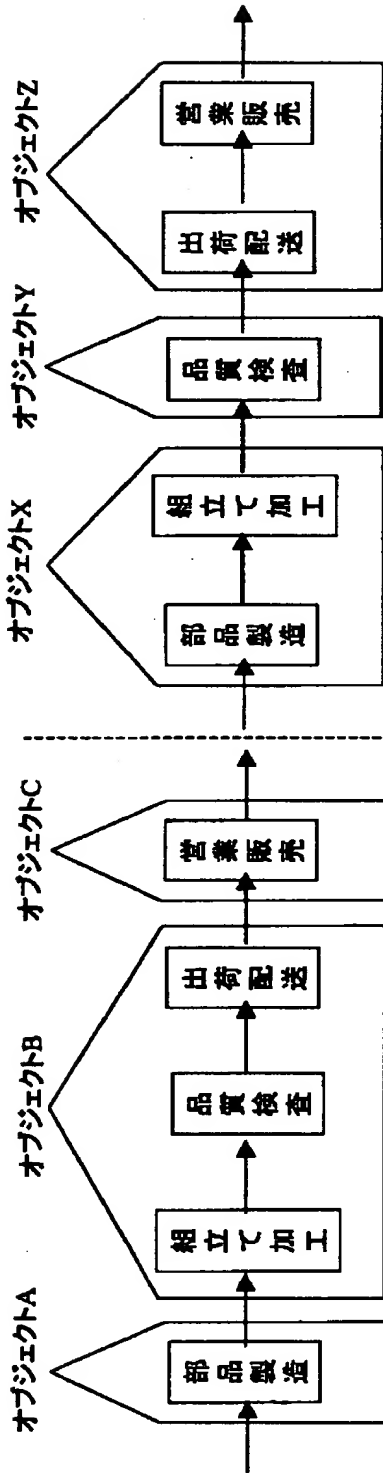 オブジェクトA
部品製造
オブジェクトB
組立て加工
品質検査
出荷配送
オブジェクトC
営業販売
オブジェクトX
部品製造
組立て加工
オブジェクトY
品質検査
オブジェクトZ
出荷配送
営業販売